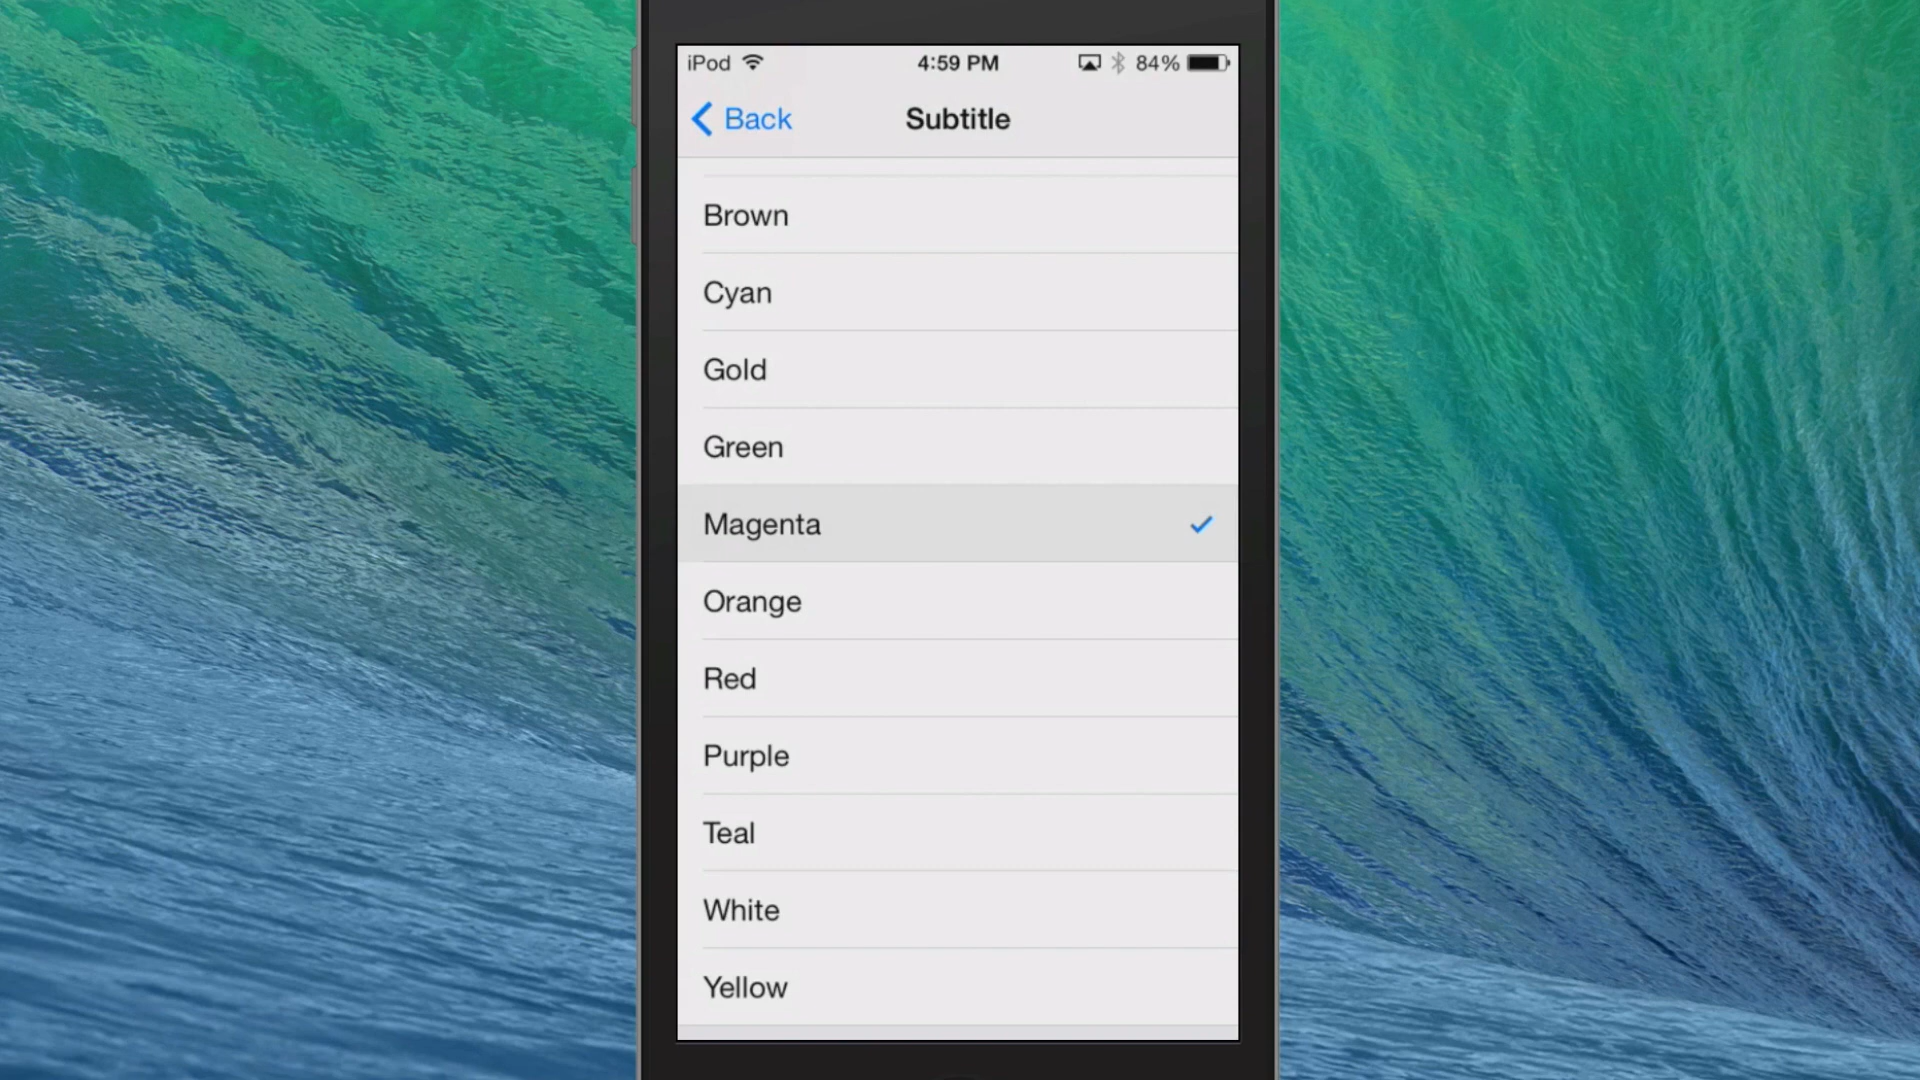 iPod 4:59 PM 84%
Back Subtitle
Brown
Cyan
Gold
Green
Magenta
Orange
Red
Purple
Teal
White
Yellow